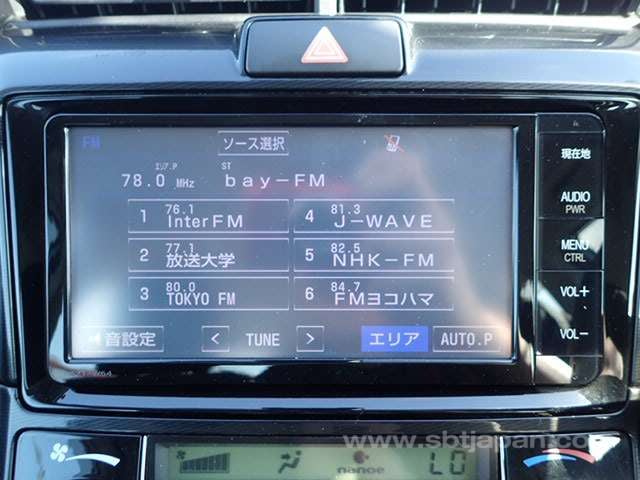 FM ソース選択
エリア.P ST
78.0 MHz bay-FM
1 76.1 InterFM
4 81.3 J-WAVE
2 77.1 放送大学
5 82.5 NHK-FM
3 80.0 TOKYO FM
6 84.7 FMヨコハマ
音設定 < TUNE > エリア AUTO.P
現在地
AUDIO
PWR
MENU
CTRL
VOL+
VOL-
www.sbtjapan.com
nanoe LO